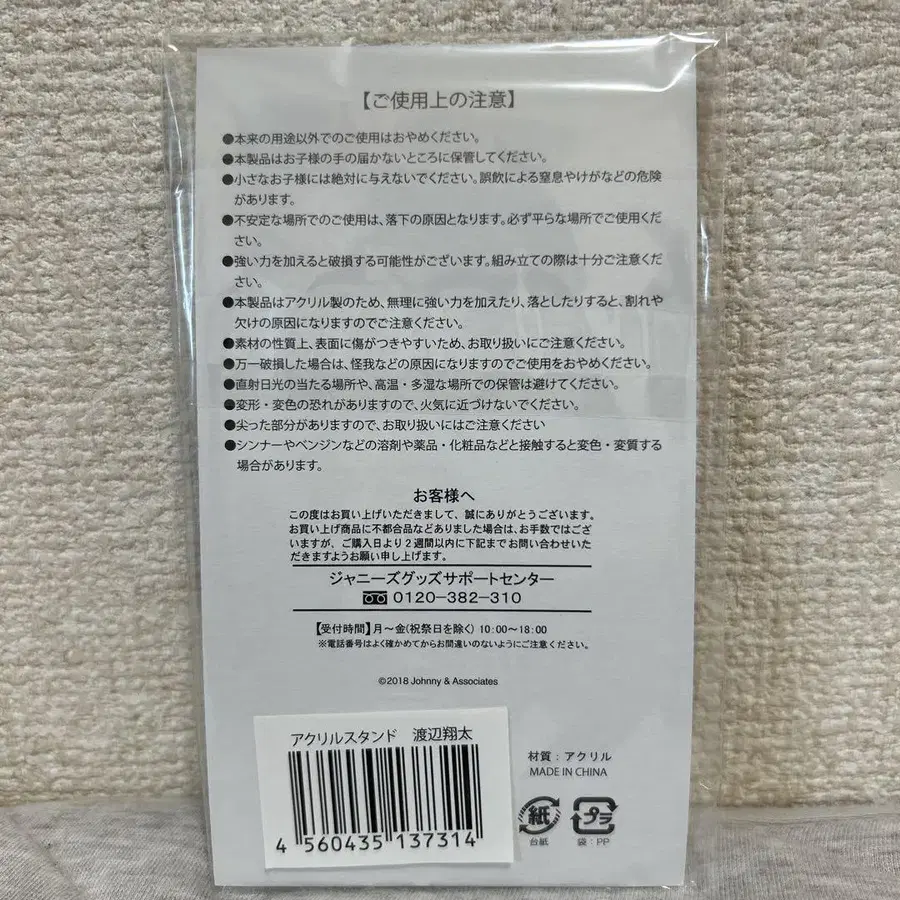 【ご使用上の注意】
●本来の用途以外でのご使用はおやめください。
●本製品はお子様の手の届かないところに保管してください。
●小さなお子様には絶対に与えないでください。誤飲による窒息やけがなどの危険
があります。
●不安定な場所でのご使用は、落下の原因となります。必ず平らな場所でご使用くだ
さい。
●強い力を加えると破損する可能性がございます。組み立ての際は十分ご注意くだ
さい。
●本製品はアクリル製のため、無理に強い力を加えたり、落としたりすると、割れや
欠けの原因になりますのでご注意ください。
●素材の性質上、表面に傷がつきやすいため、お取り扱いにご注意ください。
●万一破損した場合は、怪我などの原因になりますのでご使用をおやめください。
●直射日光の当たる場所や、高温・多湿な場所での保管は避けてください。
●変形・変色の恐れがありますので、火気に近づけないでください。
●尖った部分がありますので、お取り扱いにはご注意ください
●シンナーやベンジンなどの溶剤や薬品・化粧品などと接触すると変色・変質する
場合があります。
お客様へ
この度はお買い上げいただきまして、誠にありがとうございます。
お買い上げ商品に不都合品などありました場合は、お手数ではござ
いますが、ご購入日より2週間以内に下記までお問い合わせいた
だきますようお願い申し上げます。
ジャニーズグッズサポートセンター
0120-382-310
【受付時間】月～金(祝祭日を除く) 10:00～18:00
※電話番号はよく確かめてからお間違いのないようにご注意ください。
©2018 Johnny & Associates
アクリルスタンド 渡辺翔太
4 560435 137314
材質：アクリル
MADE IN CHINA
紙
プラ
台紙
袋：PP